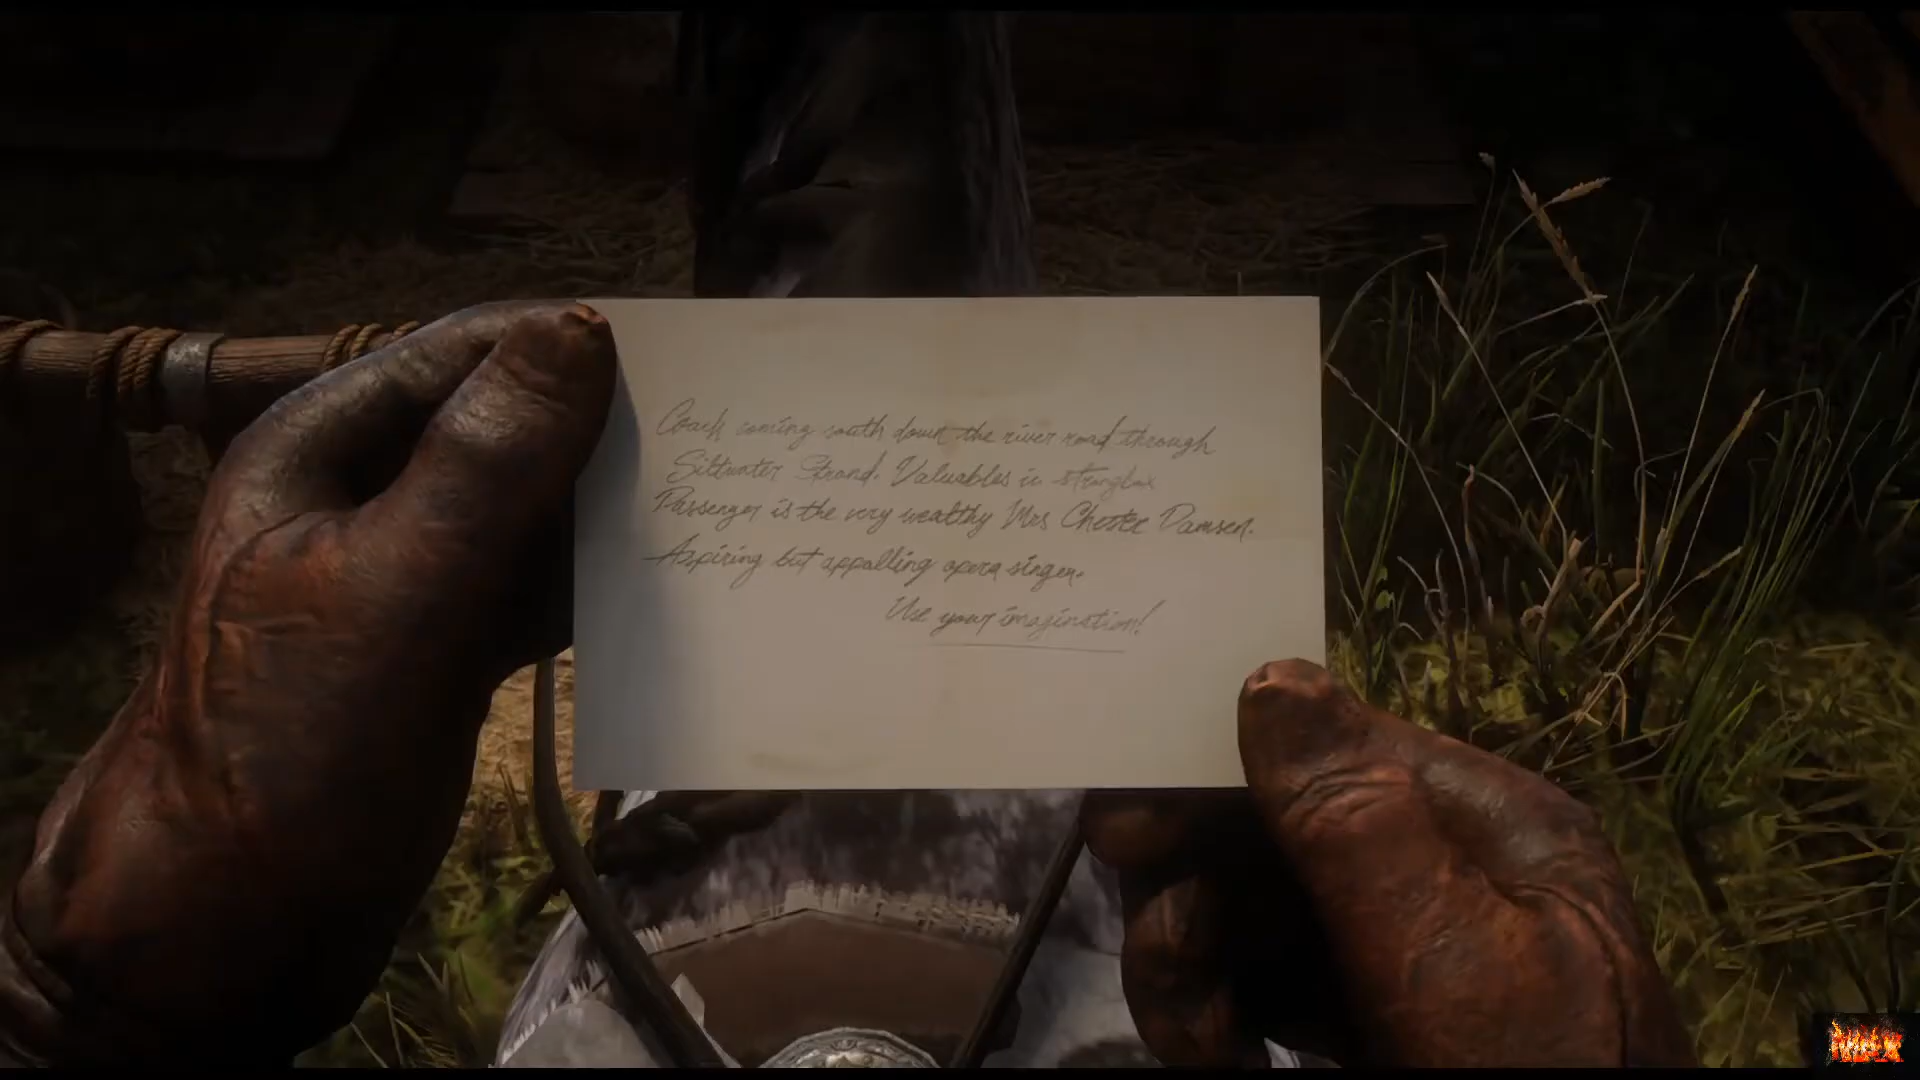 Coach coming south down the river road through
Siltwater Strand. Valuables in strongbox
Passenger is the very wealthy Mrs Chester Damsen.
Aspiring but appalling opera singer.
Use your imagination!